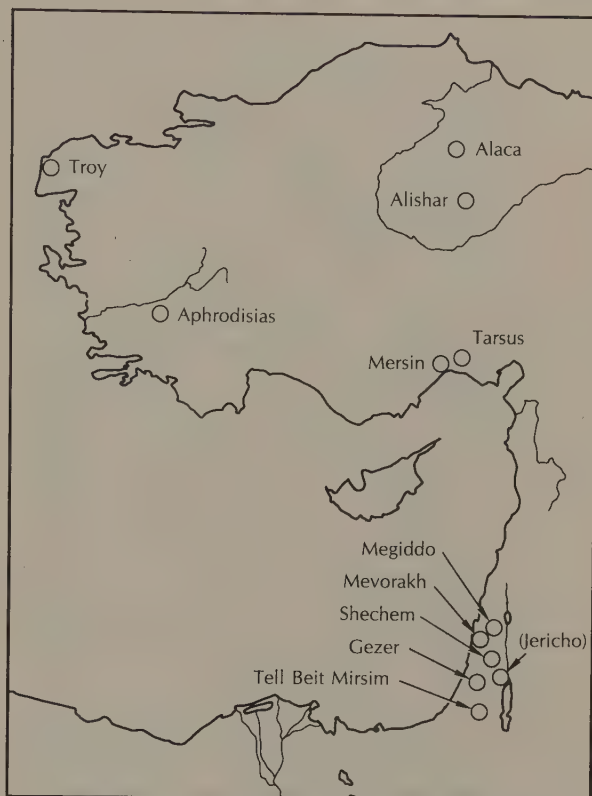 Troy
Alaca
Alishar
Aphrodisias
Tarsus
Mersin
Megiddo
Mevorakh
Shechem
(Jericho)
Gezer
Tell Beit Mirsim